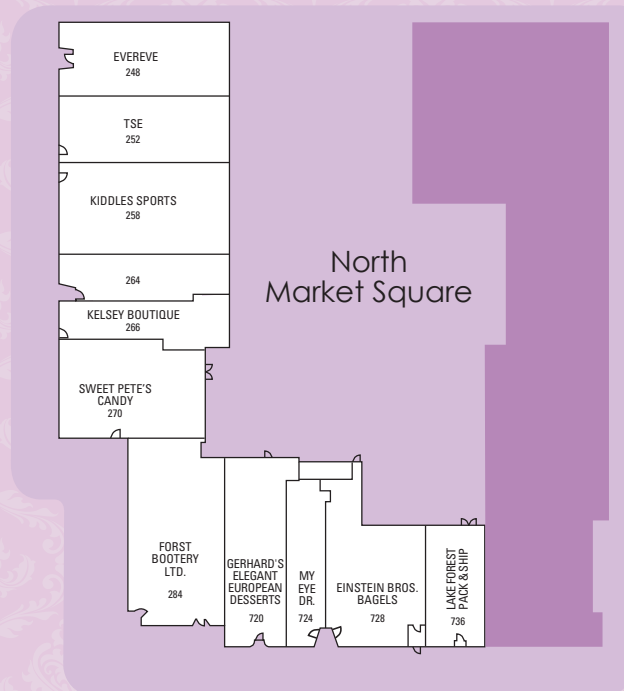 EVEREVE
248
TSE
252
KIDDLES SPORTS
258
264
North
Market Square
KELSEY BOUTIQUE
266
SWEET PETE'S
CANDY
270
FORST
BOOTERY
LTD.
284
GERHARD'S
ELEGANT
EUROPEAN
DESSERTS
720
MY
EYE
DR.
724
EINSTEIN BROS.
BAGELS
728
LAKE FOREST
PACK & SHIP
736